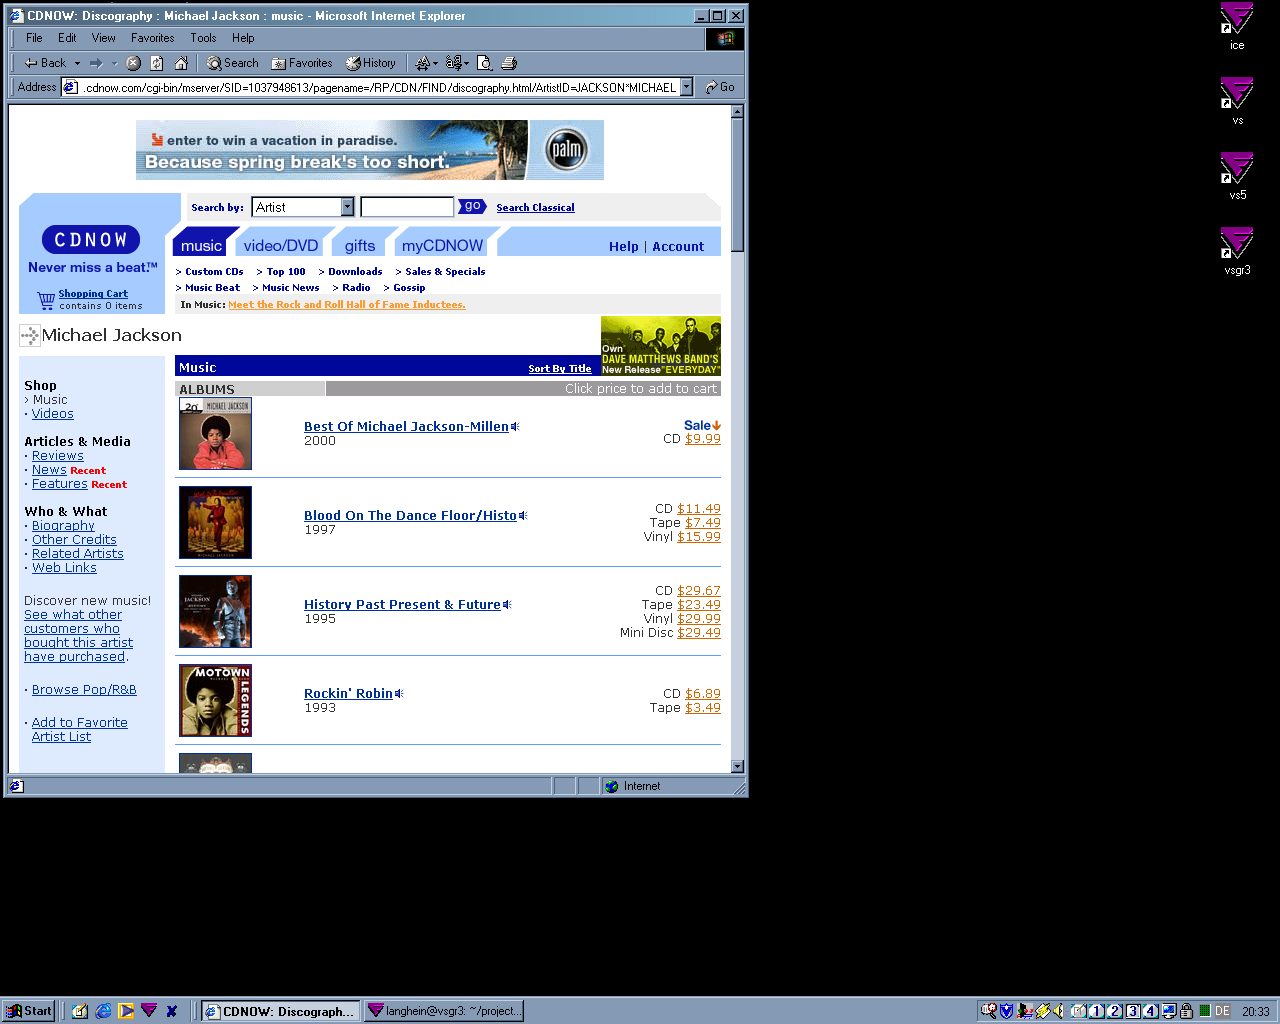 CDNOW: Discography : Michael Jackson : music - Microsoft Internet Explorer
File Edit View Favorites Tools Help
Back Search Favorites History
Address .cdnow.com/cgi-bin/mserver/SID=1037948613/pagename=/RP/CDN/FIND/discography.html/ArtistID=JACKSON*MICHAEL Go
enter to win a vacation in paradise.
Because spring break's too short.
palm
Search by: Artist go Search Classical
CDNOW
Never miss a beat.™
Shopping Cart
contains 0 items
music video/DVD gifts myCDNOW Help | Account
> Custom CDs > Top 100 > Downloads > Sales & Specials
> Music Beat > Music News > Radio > Gossip
In Music: Meet the Rock and Roll Hall of Fame Inductees.
Michael Jackson
Own
DAVE MATTHEWS BAND'S
New Release "EVERYDAY"
Shop
› Music
· Videos
Articles & Media
· Reviews
· News Recent
· Features Recent
Who & What
· Biography
· Other Credits
· Related Artists
· Web Links
Discover new music!
See what other
customers who
bought this artist
have purchased.
· Browse Pop/R&B
· Add to Favorite
Artist List
Music Sort By Title
ALBUMS Click price to add to cart
20 MICHAEL JACKSON
Best Of Michael Jackson-Millen
2000
Sale
CD $9.99
MICHAEL JACKSON
Blood On The Dance Floor/Histo
1997
CD $11.49
Tape $7.49
Vinyl $15.99
JACKSON
HISTORY
History Past Present & Future
1995
CD $29.67
Tape $23.49
Vinyl $29.99
Mini Disc $29.49
MOTOWN
LEGENDS
Rockin' Robin
1993
CD $6.89
Tape $3.49
Internet
ice
vs
vs5
vsgr3
Start CDNOW: Discograph... langhein@vsgr3: ~/project... 1 2 3 4 DE 20:33